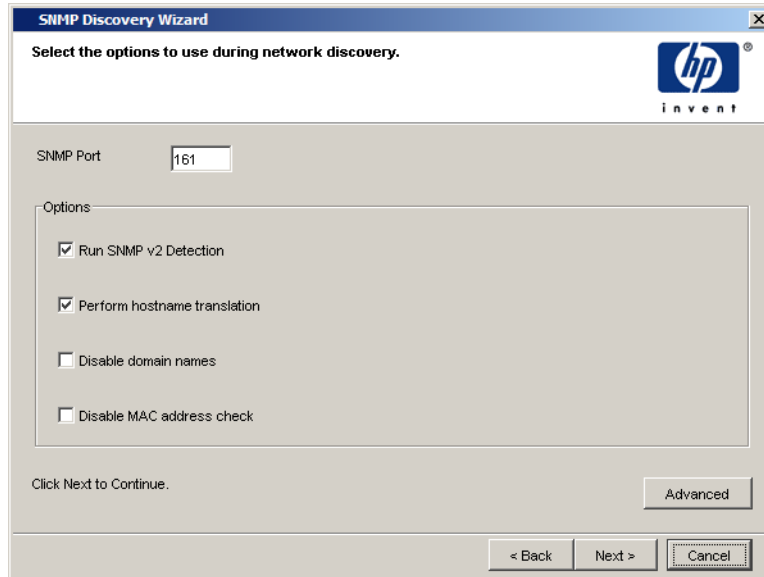 SNMP Discovery Wizard
Select the options to use during network discovery.
hp
®
invent
SNMP Port 161
Options
Run SNMP v2 Detection
Perform hostname translation
Disable domain names
Disable MAC address check
Click Next to Continue.
Advanced
< Back Next > Cancel